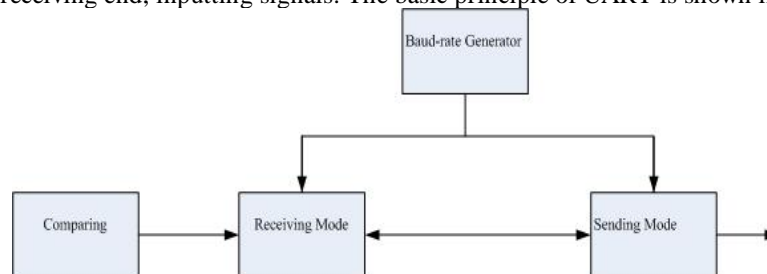 receiving end, inputting signals. The basic principle of UART is shown
Baud-rate Generator
Comparing
Receiving Mode
Sending Mode